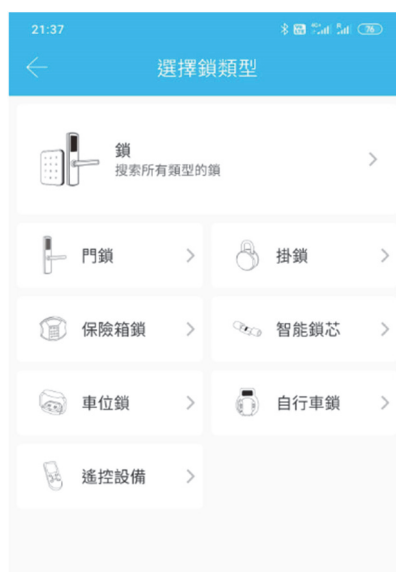 21:37
76
選擇鎖類型
鎖
搜索所有類型的鎖
門鎖
掛鎖
保險箱鎖
智能鎖芯
車位鎖
自行車鎖
遙控設備